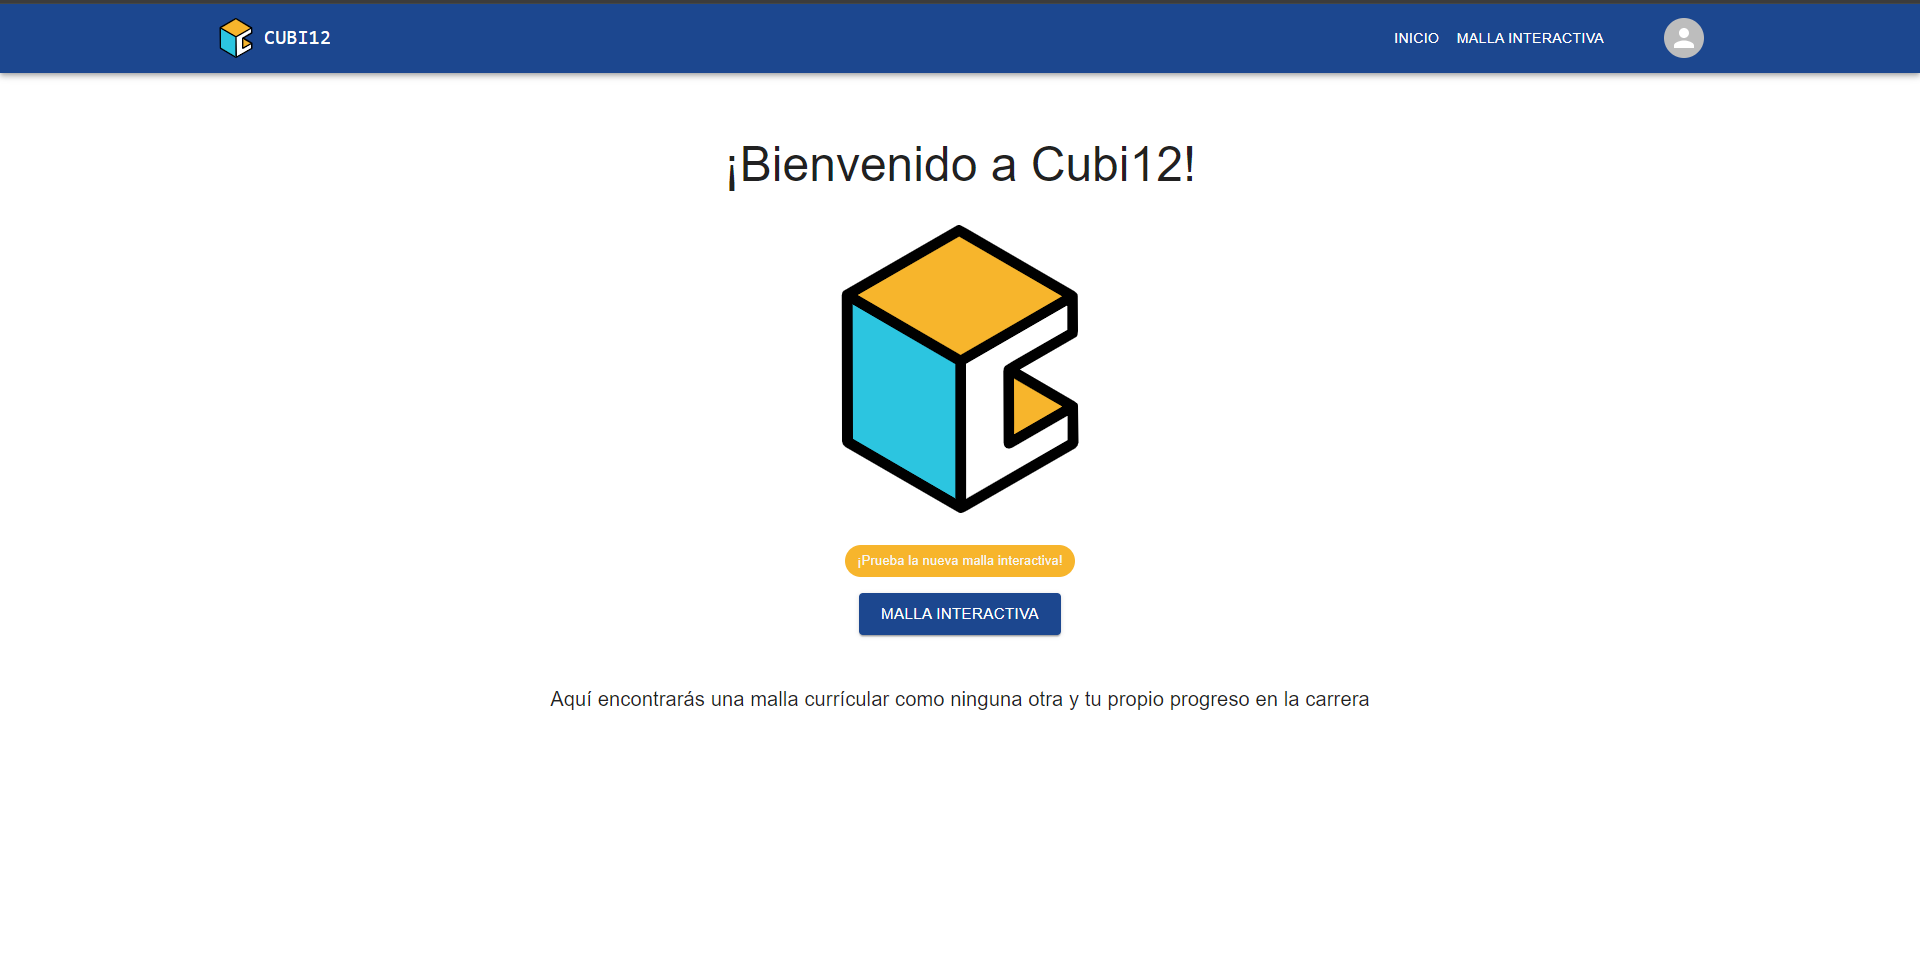 CUBI12
INICIO MALLA INTERACTIVA
¡Bienvenido a Cubi12!
¡Prueba la nueva malla interactiva!
MALLA INTERACTIVA
Aquí encontrarás una malla currícular como ninguna otra y tu propio progreso en la carrera